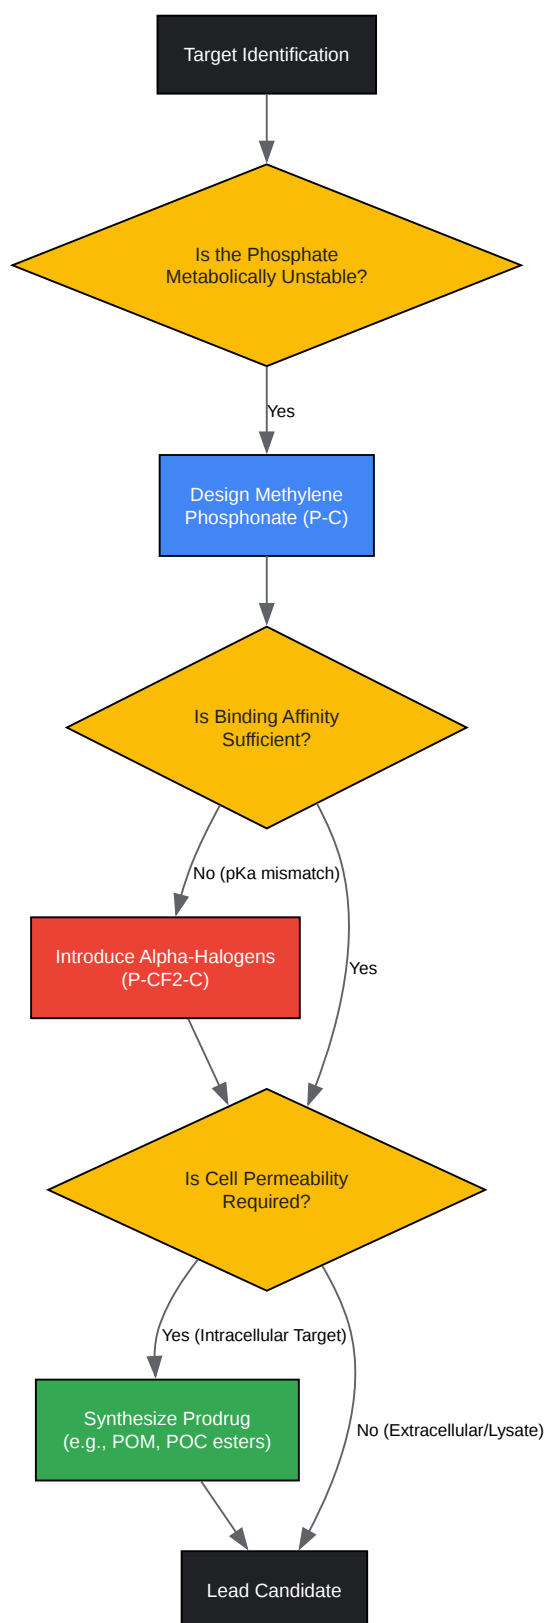 Target Identification
Is the Phosphate
Metabolically Unstable?
Yes
Design Methylene
Phosphonate (P-C)
Is Binding Affinity
Sufficient?
No (pKa mismatch)
Introduce Alpha-Halogens
(P-CF2-C)
Yes
Is Cell Permeability
Required?
Yes (Intracellular Target)
Synthesize Prodrug
(e.g., POM, POC esters)
No (Extracellular/Lysate)
Lead Candidate